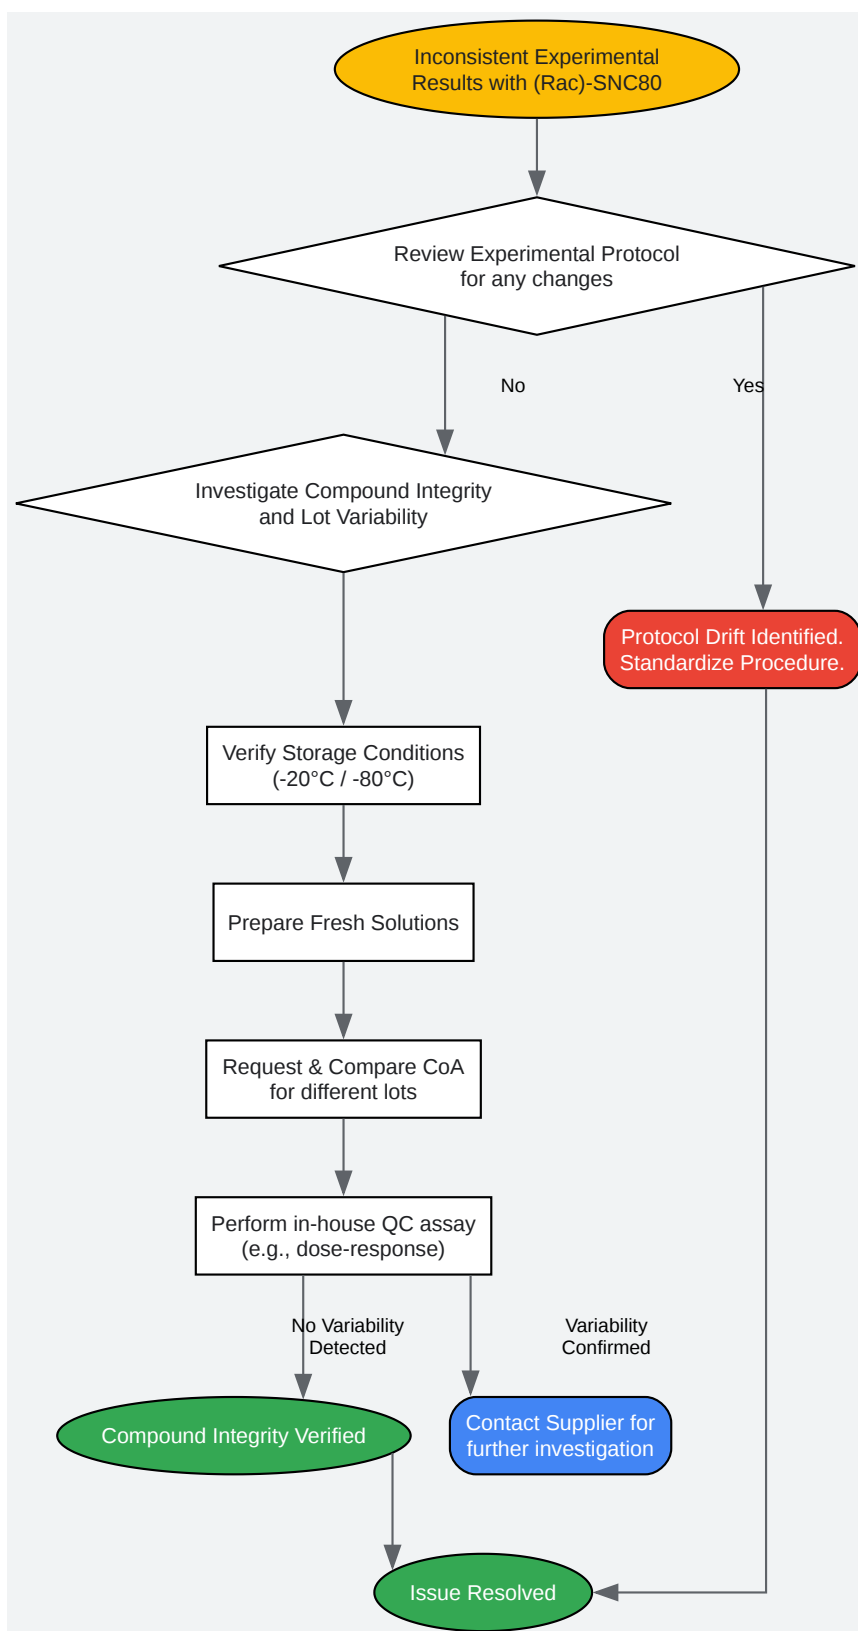 Inconsistent Experimental
Results with (Rac)-SNC80
Review Experimental Protocol
for any changes
No
Yes
Investigate Compound Integrity
and Lot Variability
Protocol Drift Identified.
Standardize Procedure.
Verify Storage Conditions
(-20°C / -80°C)
Prepare Fresh Solutions
Request & Compare CoA
for different lots
Perform in-house QC assay
(e.g., dose-response)
No Variability
Detected
Variability
Confirmed
Compound Integrity Verified
Contact Supplier for
further investigation
Issue Resolved